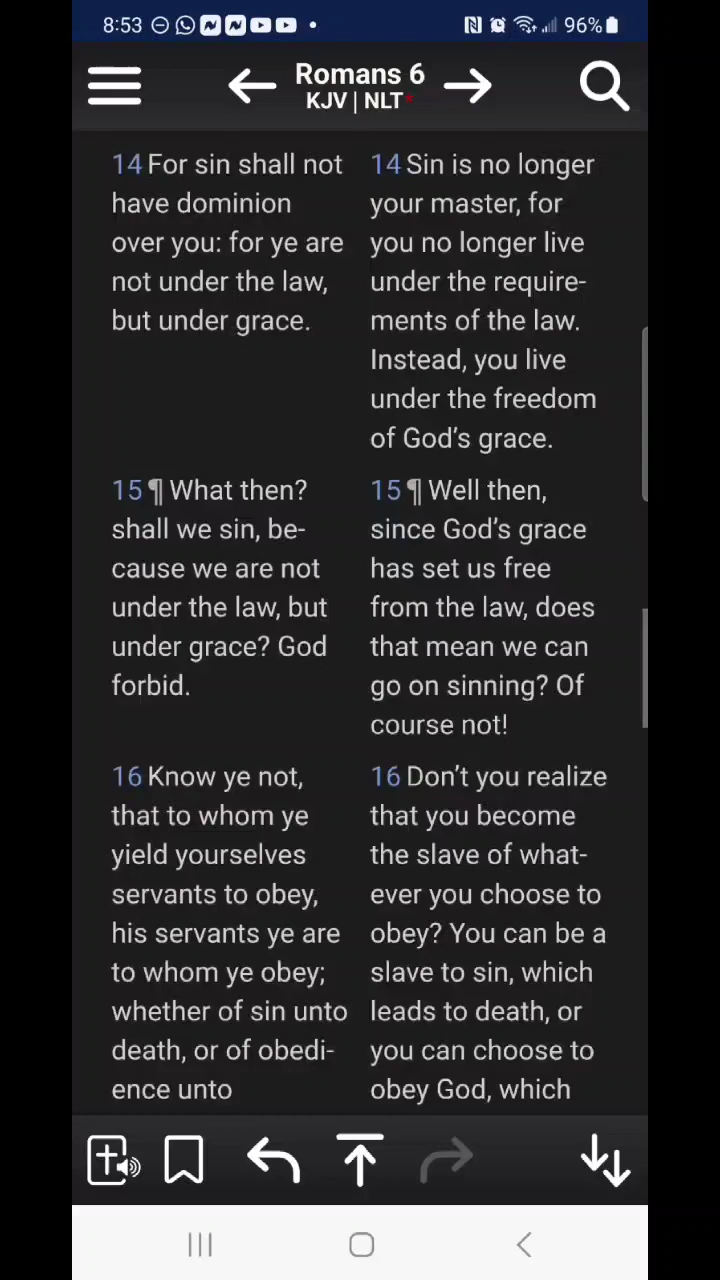 8:53 96%
Romans 6
KJV | NLT*
14 For sin shall not
have dominion
over you: for ye are
not under the law,
but under grace.
14 Sin is no longer
your master, for
you no longer live
under the require-
ments of the law.
Instead, you live
under the freedom
of God’s grace.
15 ¶ What then?
shall we sin, be-
cause we are not
under the law, but
under grace? God
forbid.
15 ¶ Well then,
since God’s grace
has set us free
from the law, does
that mean we can
go on sinning? Of
course not!
16 Know ye not,
that to whom ye
yield yourselves
servants to obey,
his servants ye are
to whom ye obey;
whether of sin unto
death, or of obedi-
ence unto
16 Don’t you realize
that you become
the slave of what-
ever you choose to
obey? You can be a
slave to sin, which
leads to death, or
you can choose to
obey God, which